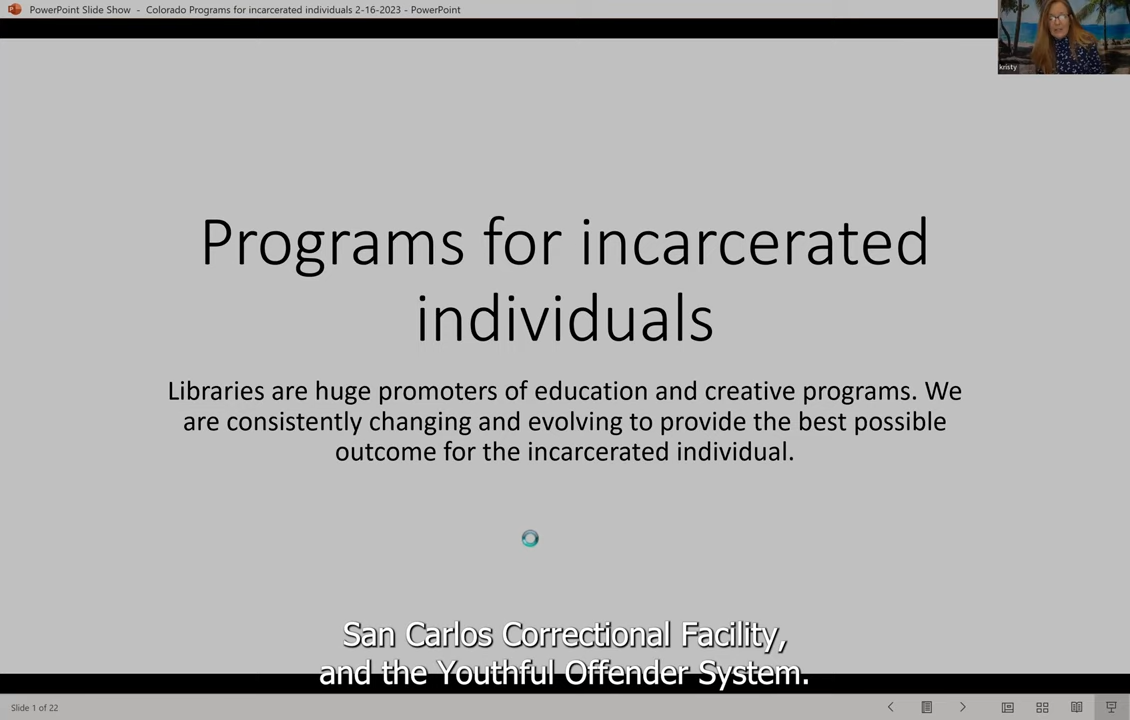 PowerPoint Slide Show - Colorado Programs for incarcerated individuals 2-16-2023 - PowerPoint
kristy
Programs for incarcerated
individuals
Libraries are huge promoters of education and creative programs. We
are consistently changing and evolving to provide the best possible
outcome for the incarcerated individual.
San Carlos Correctional Facility,
and the Youthful Offender System.
Slide 1 of 22